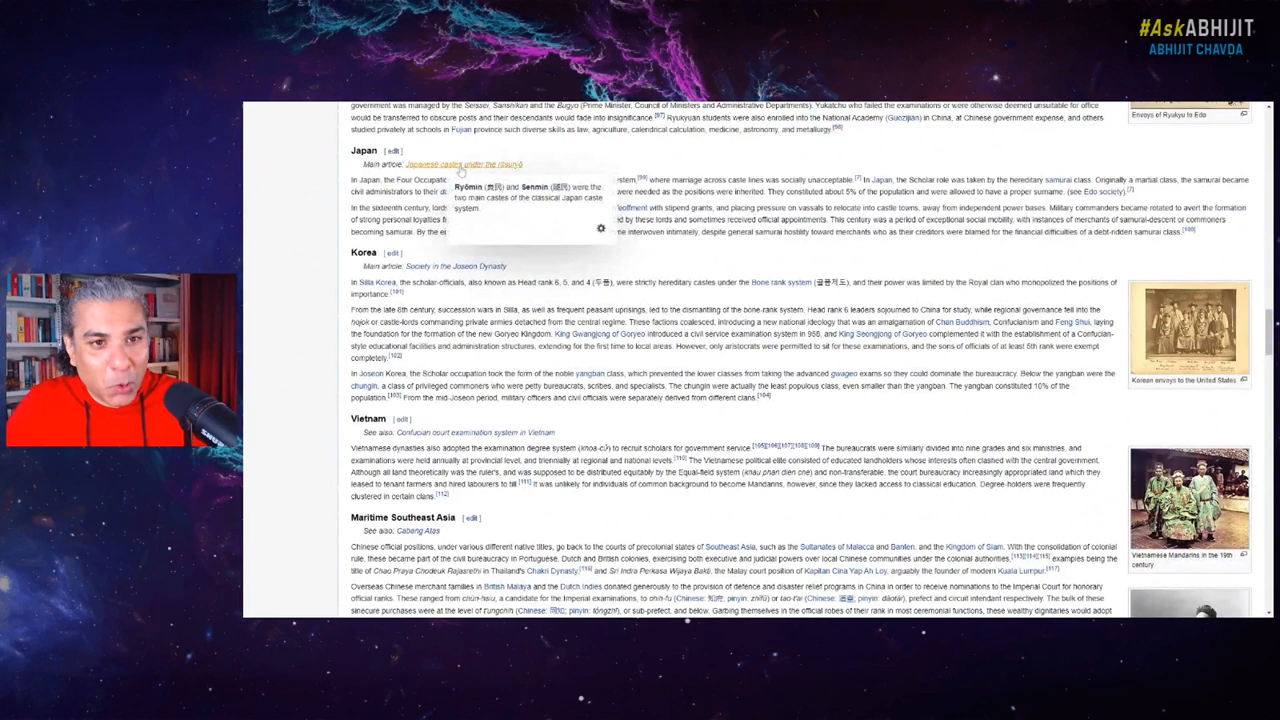 #AskABHIJIT
ABHIJIT CHAVDA
government was managed by the Seissei, Sanshikan and the Bugyo (Prime Minister, Council of Ministers and Administrative Departments). Yukatchu who failed the examinations or were otherwise deemed unsuitable for office
would be transferred to obscure posts and their descendants would fade into insignificance.[97] Ryukyuan students were also enrolled into the National Academy (Guozijian) in China, at Chinese government expense, and others
studied privately at schools in Fujian province such diverse skills as law, agriculture, calendrical calculation, medicine, astronomy, and metallurgy.[98]
Envoys of Ryukyu to Edo
Japan [ edit ]
Main article: Japanese castes under the ritsuryō
In Japan, the Four Occupatio
stem,[99] where marriage across caste lines was socially unacceptable.[7] In Japan, the Scholar role was taken by the hereditary samurai class. Originally a martial class, the samurai became
civil administrators to their
were needed as the positions were inherited. They constituted about 5% of the population and were allowed to have a proper surname. (see Edo society).[7]
Ryōmin (良民) and Senmin (賤民) were the
two main castes of the classical Japan caste
system.
In the sixteenth century, lord
feoffment with stipend grants, and placing pressure on vassals to relocate into castle towns, away from independent power bases. Military commanders became rotated to avert the formation
of strong personal loyalties
ed by these lords and sometimes received official appointments. This century was a period of exceptional social mobility, with instances of merchants of samurai-descent or commoners
becoming samurai. By the
me interwoven intimately, despite general samurai hostility toward merchants who as their creditors were blamed for the financial difficulties of a debt-ridden samurai class.[100]
Korea [ edit ]
Main article: Society in the Joseon Dynasty
In Silla Korea, the scholar-officials, also known as Head rank 6, 5, and 4 (두품), were strictly hereditary castes under the Bone rank system (골품제도), and their power was limited by the Royal clan who monopolized the positions of
importance.[101]
From the late 8th century, succession wars in Silla, as well as frequent peasant uprisings, led to the dismantling of the bone-rank system. Head rank 6 leaders sojourned to China for study, while regional governance fell into the
hojok or castle-lords commanding private armies detached from the central regime. These factions coalesced, introducing a new national ideology that was an amalgamation of Chan Buddhism, Confucianism and Feng Shui, laying
the foundation for the formation of the new Goryeo Kingdom. King Gwangjong of Goryeo introduced a civil service examination system in 958, and King Seongjong of Goryeo complemented it with the establishment of a Confucian-
style educational facilities and administration structures, extending for the first time to local areas. However, only aristocrats were permitted to sit for these examinations, and the sons of officials of at least 5th rank were exempt
completely.[102]
In Joseon Korea, the Scholar occupation took the form of the noble yangban class, which prevented the lower classes from taking the advanced gwageo exams so they could dominate the bureaucracy. Below the yangban were the
chungin, a class of privileged commoners who were petty bureaucrats, scribes, and specialists. The chungin were actually the least populous class, even smaller than the yangban. The yangban constituted 10% of the
population.[103] From the mid-Joseon period, military officers and civil officials were separately derived from different clans.[104]
Korean envoys to the United States
Vietnam [ edit ]
See also: Confucian court examination system in Vietnam
Vietnamese dynasties also adopted the examination degree system (khoa-cử) to recruit scholars for government service.[105][106][107][108][109] The bureaucrats were similarly divided into nine grades and six ministries, and
examinations were held annually at provincial level, and triennially at regional and national levels.[110] The Vietnamese political elite consisted of educated landholders whose interests often clashed with the central government.
Although all land theoretically was the ruler's, and was supposed to be distributed equitably by the Equal-field system (khau phan dien che) and non-transferable, the court bureaucracy increasingly appropriated land which they
leased to tenant farmers and hired labourers to till.[111] It was unlikely for individuals of common background to become Mandarins, however, since they lacked access to classical education. Degree-holders were frequently
clustered in certain clans.[112]
Vietnamese Mandarins in the 19th
century
Maritime Southeast Asia [ edit ]
See also: Cabang Atas
Chinese official positions, under various different native titles, go back to the courts of precolonial states of Southeast Asia, such as the Sultanates of Malacca and Banten, and the Kingdom of Siam. With the consolidation of colonial
rule, these became part of the civil bureaucracy in Portuguese, Dutch and British colonies, exercising both executive and judicial powers over local Chinese communities under the colonial authorities,[113][114][115] examples being the
title of Chao Praya Chodeuk Rajasrethi in Thailand's Chakri Dynasty,[116] and Sri Indra Perkasa Wijaya Bakti, the Malay court position of Kapitan Cina Yap Ah Loy, arguably the founder of modern Kuala Lumpur.[117]
Overseas Chinese merchant families in British Malaya and the Dutch Indies donated generously to the provision of defence and disaster relief programs in China in order to receive nominations to the Imperial Court for honorary
official ranks. These ranged from chün-hsiu, a candidate for the Imperial examinations, to chih-fu (Chinese: 知府; pinyin: zhīfǔ) or tao-t'ai (Chinese: 道臺; pinyin: dàotái), prefect and circuit intendant respectively. The bulk of these
sinecure purchases were at the level of t'ungchih (Chinese: 同知; pinyin: tóngzhī), or sub-prefect, and below. Garbing themselves in the official robes of their rank in most ceremonial functions, these wealthy dignitaries would adopt